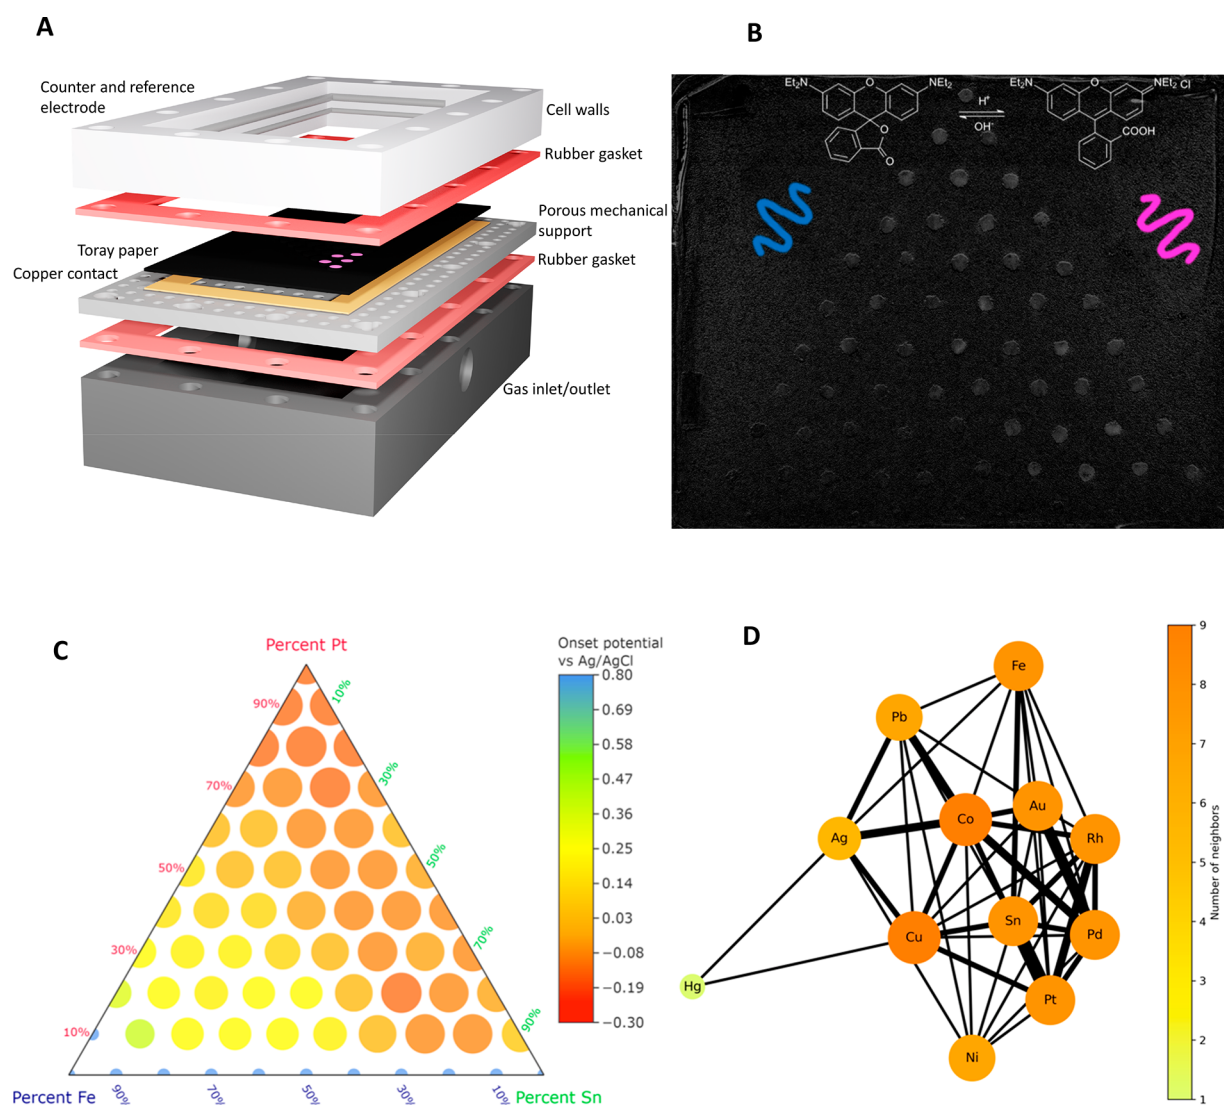 A
B
Counter and reference
electrode
Cell walls
Rubber gasket
Porous mechanical
support
Toray paper
Rubber gasket
Copper contact
Gas inlet/outlet
Et₂N
O
NEt₂
Et₂N
O
NEt₂ Cl
H⁺
OH⁻
O
O
COOH
C
D
Percent Pt
Onset potential
vs Ag/AgCl
90%
70%
50%
30%
10%
10%
30%
50%
70%
90%
90%
70%
50%
30%
10%
Percent Fe
Percent Sn
0.80
0.69
0.58
0.47
0.36
0.25
0.14
0.03
−0.08
−0.19
−0.30
Fe
Pb
Au
Co
Ag
Rh
Sn
Cu
Pd
Hg
Pt
Ni
9
8
7
6
5
4
3
2
1
Number of neighbors